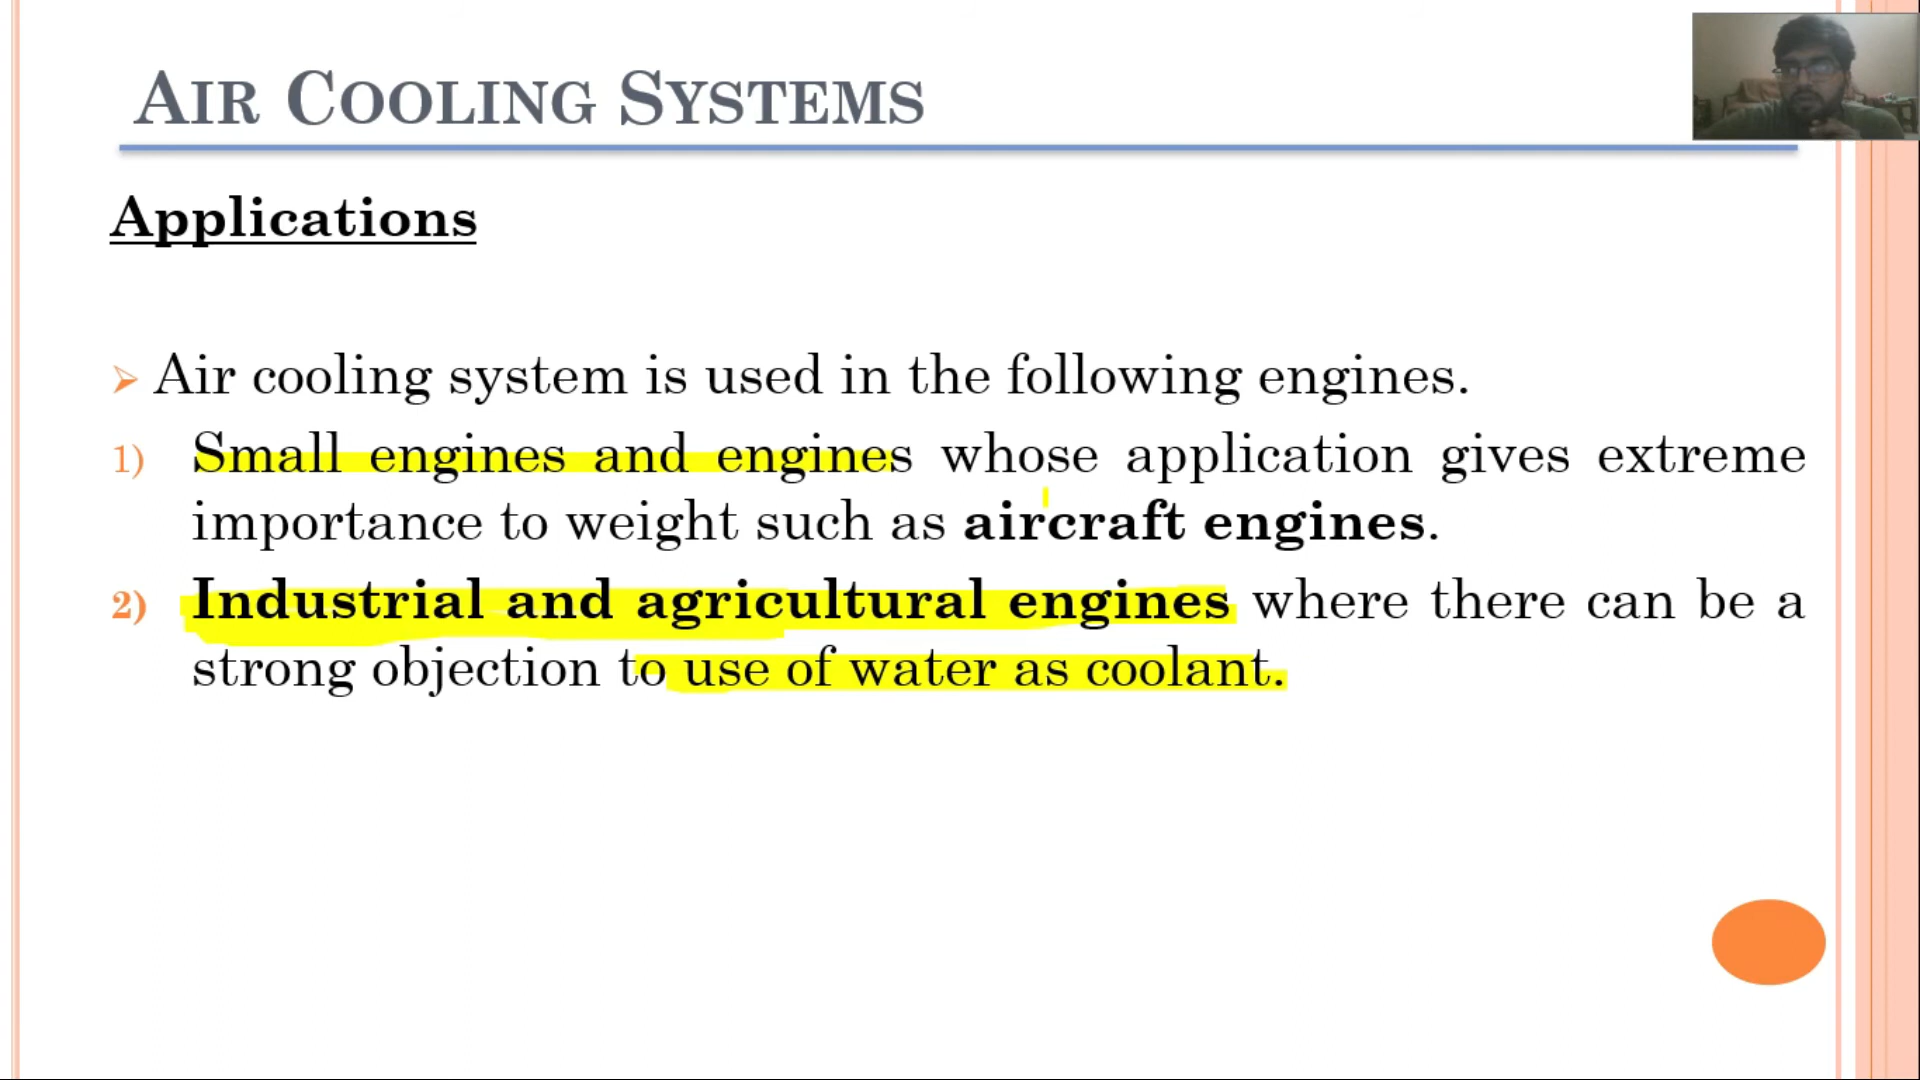 AIR COOLING SYSTEMS
Applications
➢ Air cooling system is used in the following engines.
1) Small engines and engines whose application gives extreme
importance to weight such as aircraft engines.
2) Industrial and agricultural engines where there can be a
strong objection to use of water as coolant.